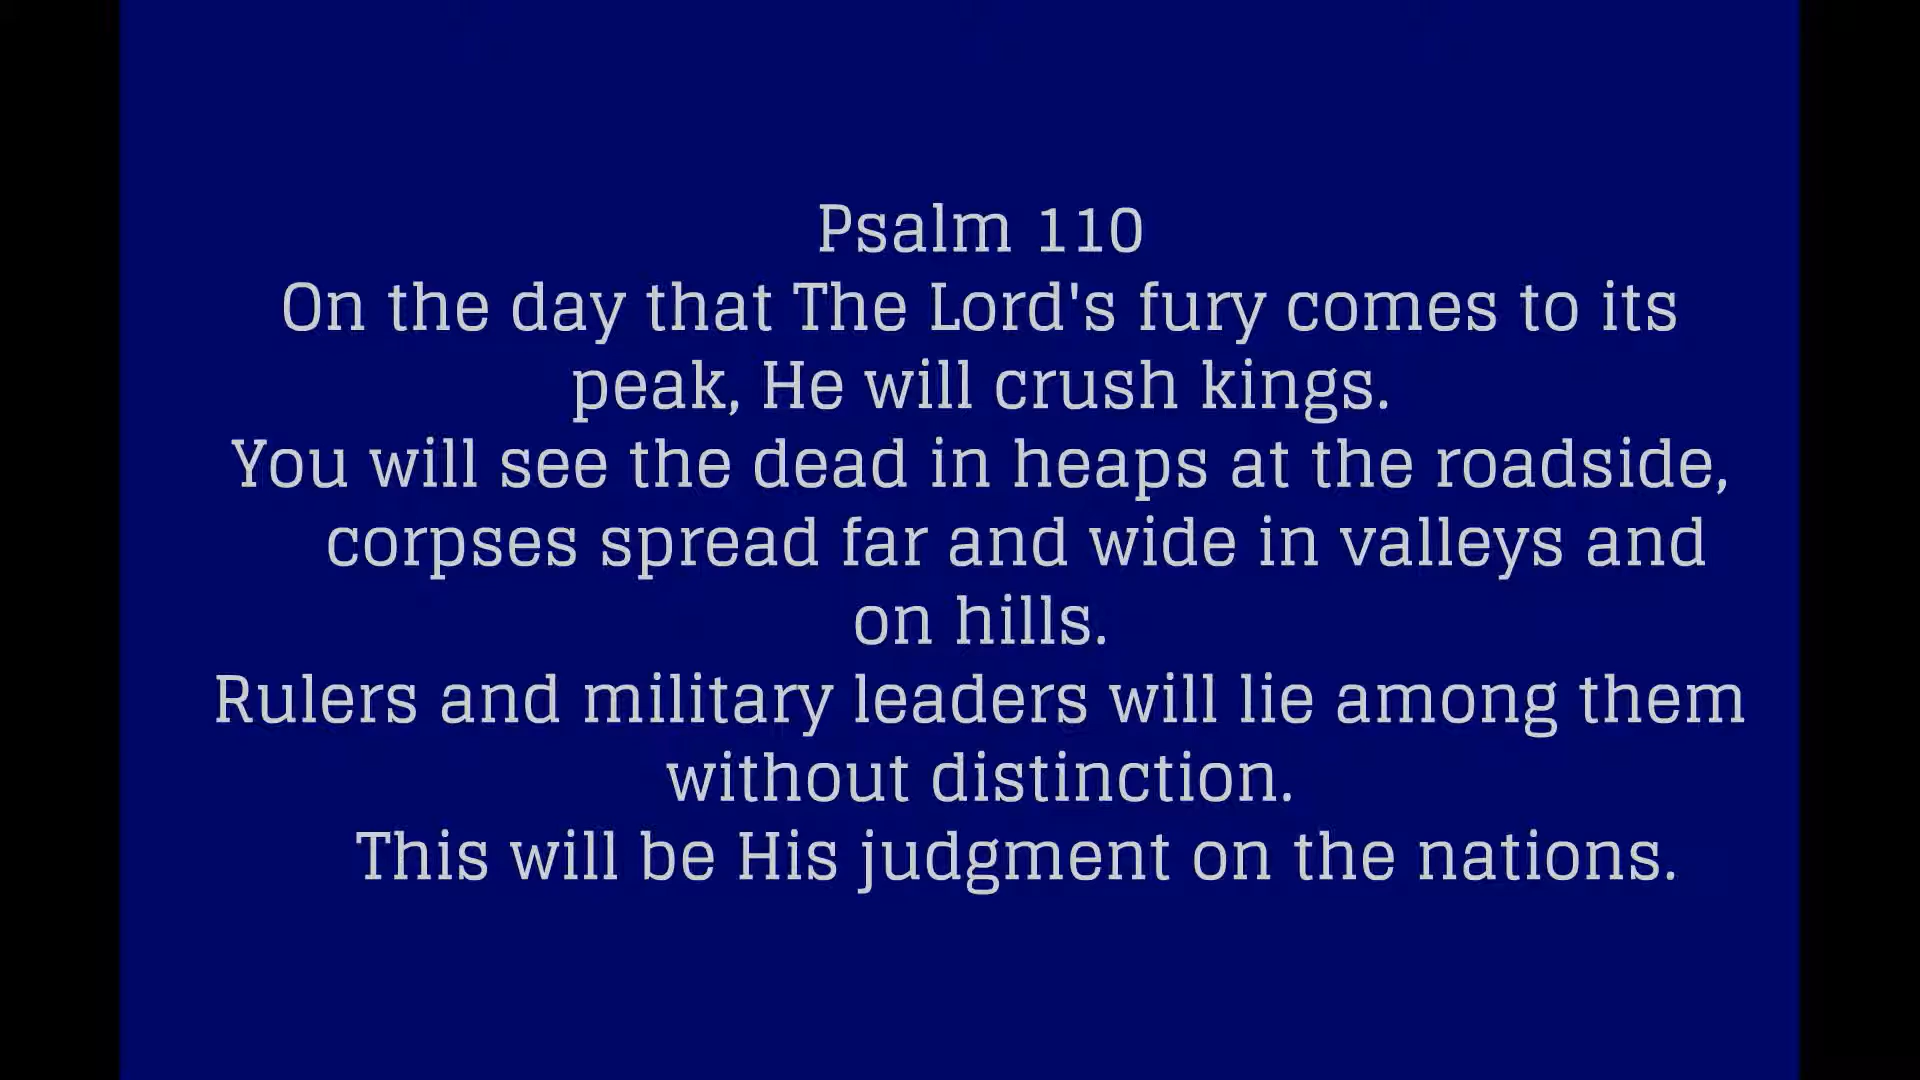 Psalm 110
On the day that The Lord's fury comes to its
peak, He will crush kings.
You will see the dead in heaps at the roadside,
corpses spread far and wide in valleys and
on hills.
Rulers and military leaders will lie among them
without distinction.
This will be His judgment on the nations.